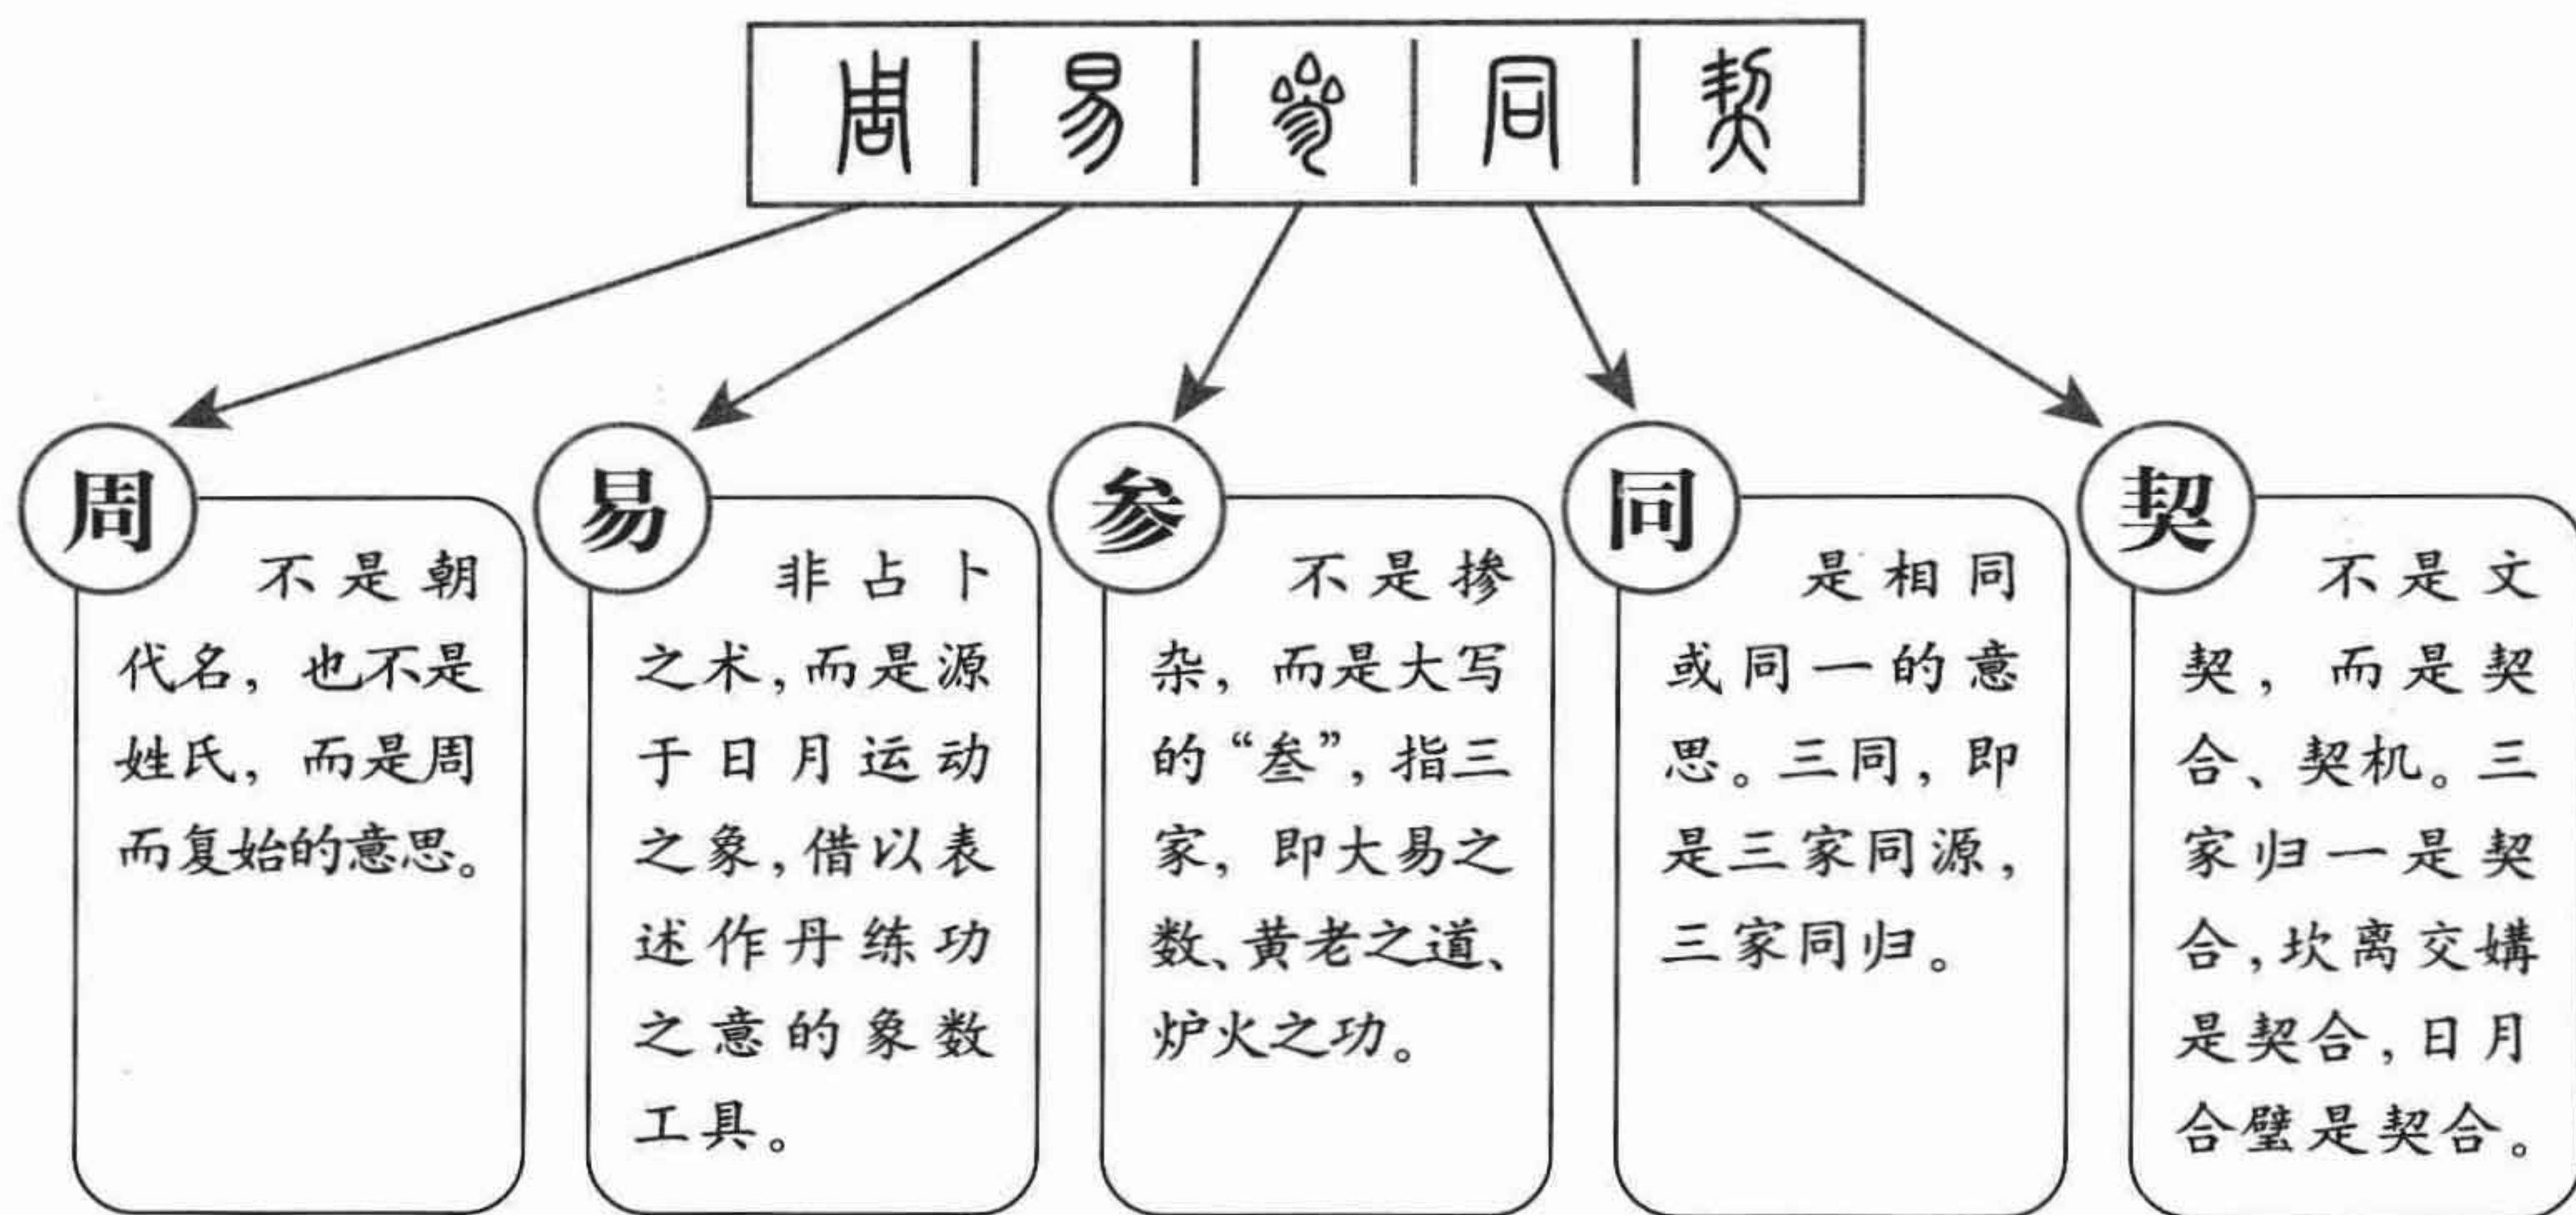 周 易 參 同 契
周
不是朝
代名，也不是
姓氏，而是周
而复始的意思。
易
非占卜
之术，而是源
于日月运动
之象，借以表
述作丹练功
之意的象数
工具。
参
不是掺
杂，而是大写
的“叁”，指三
家，即大易之
数、黄老之道、
炉火之功。
同
是相同
或同一的意
思。三同，即
是三家同源，
三家同归。
契
不是文
契，而是契
合、契机。三
家归一是契
合，坎离交媾
是契合，日月
合璧是契合。